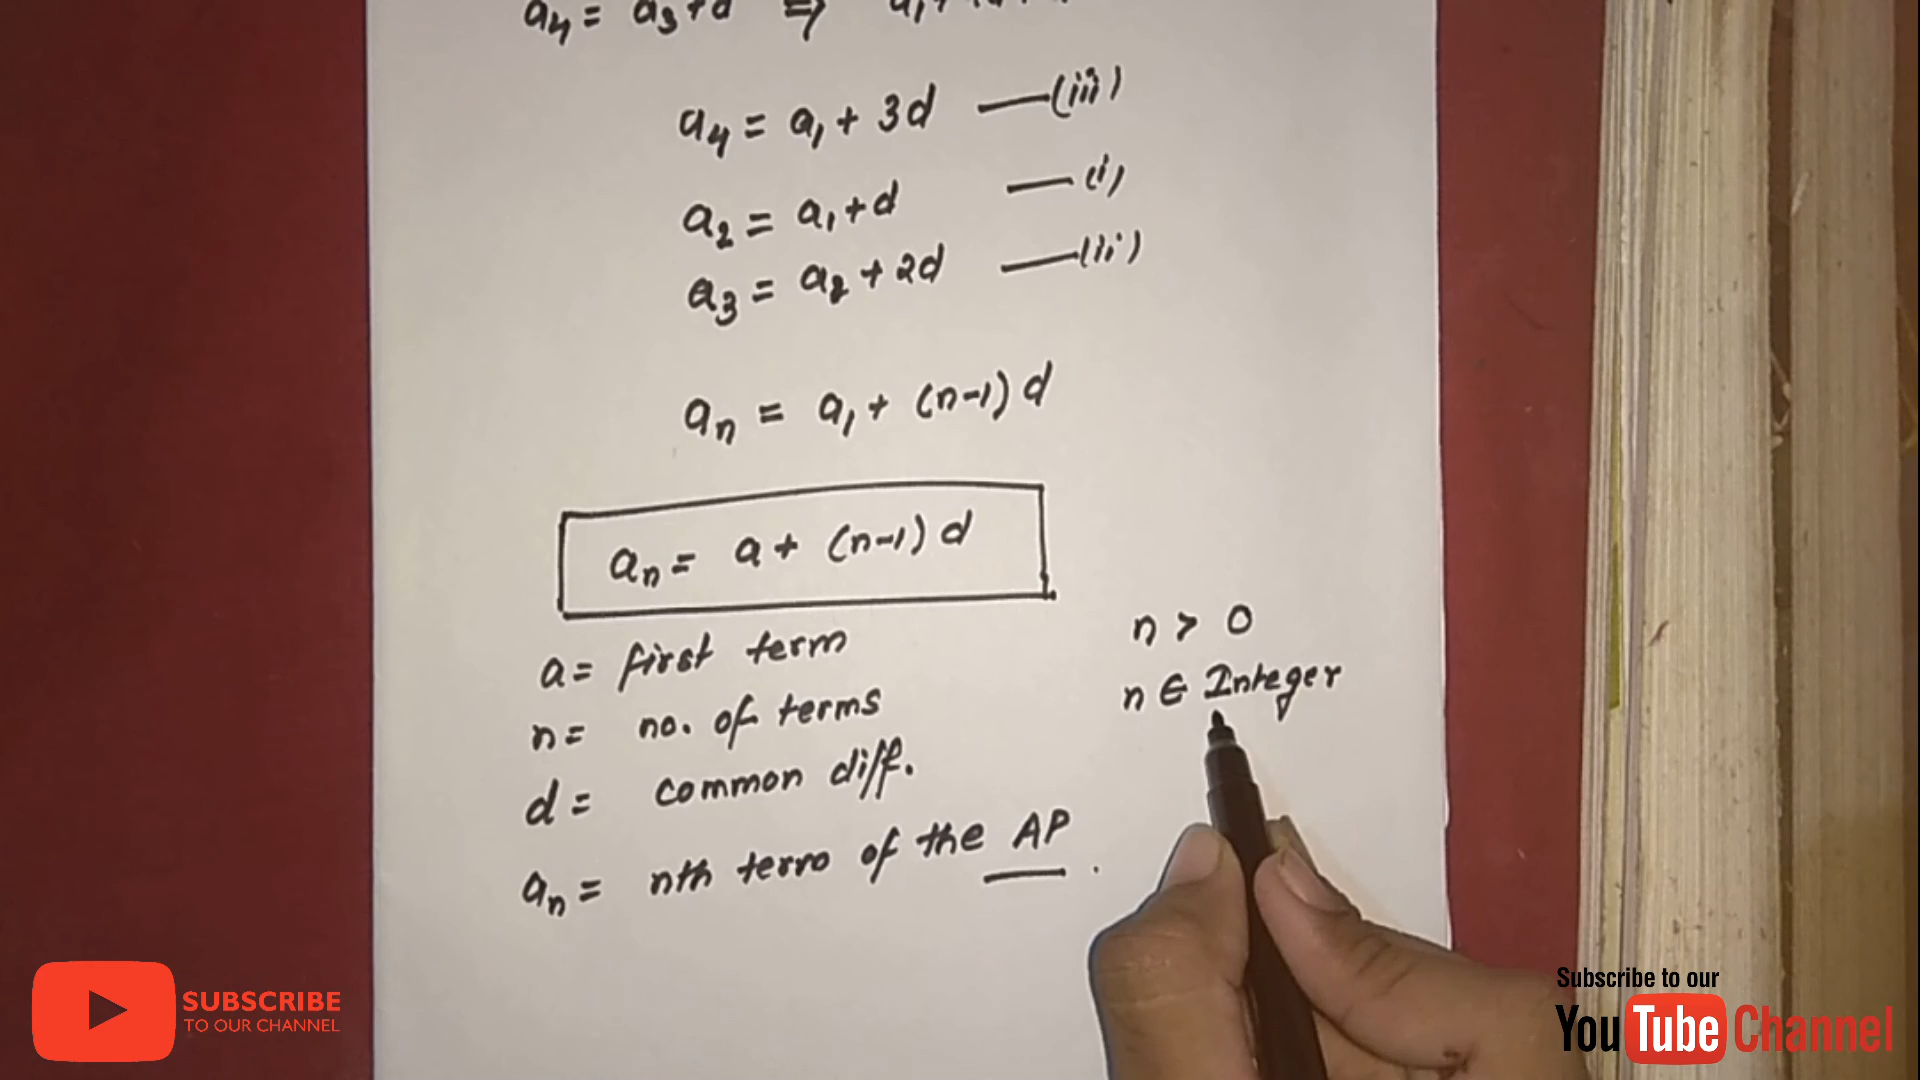 a₄ = a₃+d ⇒
a₄ = a₁ + 3d —(iii)
a₂ = a₁+d —(i)
a₃ = a₂ + 2d —(ii)
aₙ = a₁ + (n-1) d
aₙ = a + (n-1) d
a = first term
n = no. of terms
d = common diff.
aₙ = nth term of the AP.
n > 0
n ∈ Integer
SUBSCRIBE
TO OUR CHANNEL
Subscribe to our
YouTube Channel